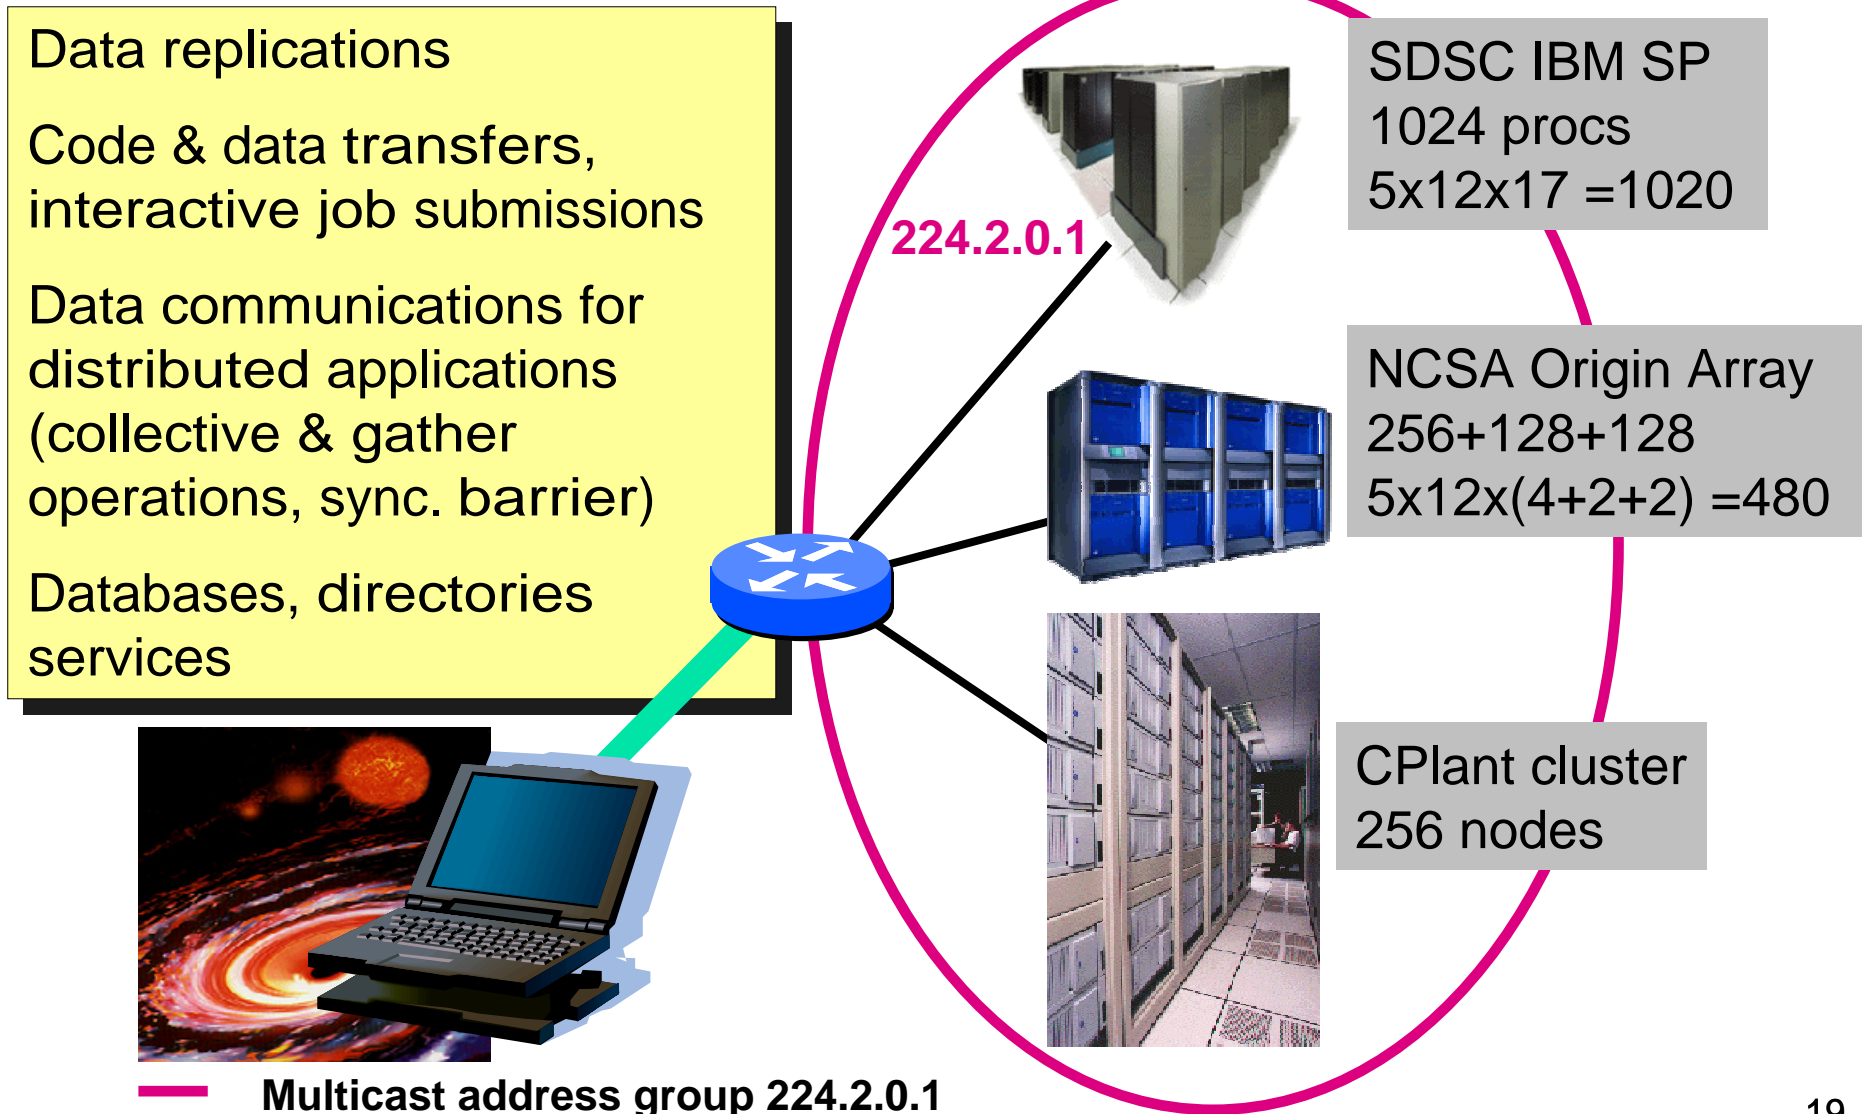 Data replications
Code & data transfers,
interactive job submissions
Data communications for
distributed applications
(collective & gather
operations, sync. barrier)
Databases, directories
services
224.2.0.1
SDSC IBM SP
1024 procs
5x12x17 =1020
NCSA Origin Array
256+128+128
5x12x(4+2+2) =480
CPlant cluster
256 nodes
Multicast address group 224.2.0.1
19